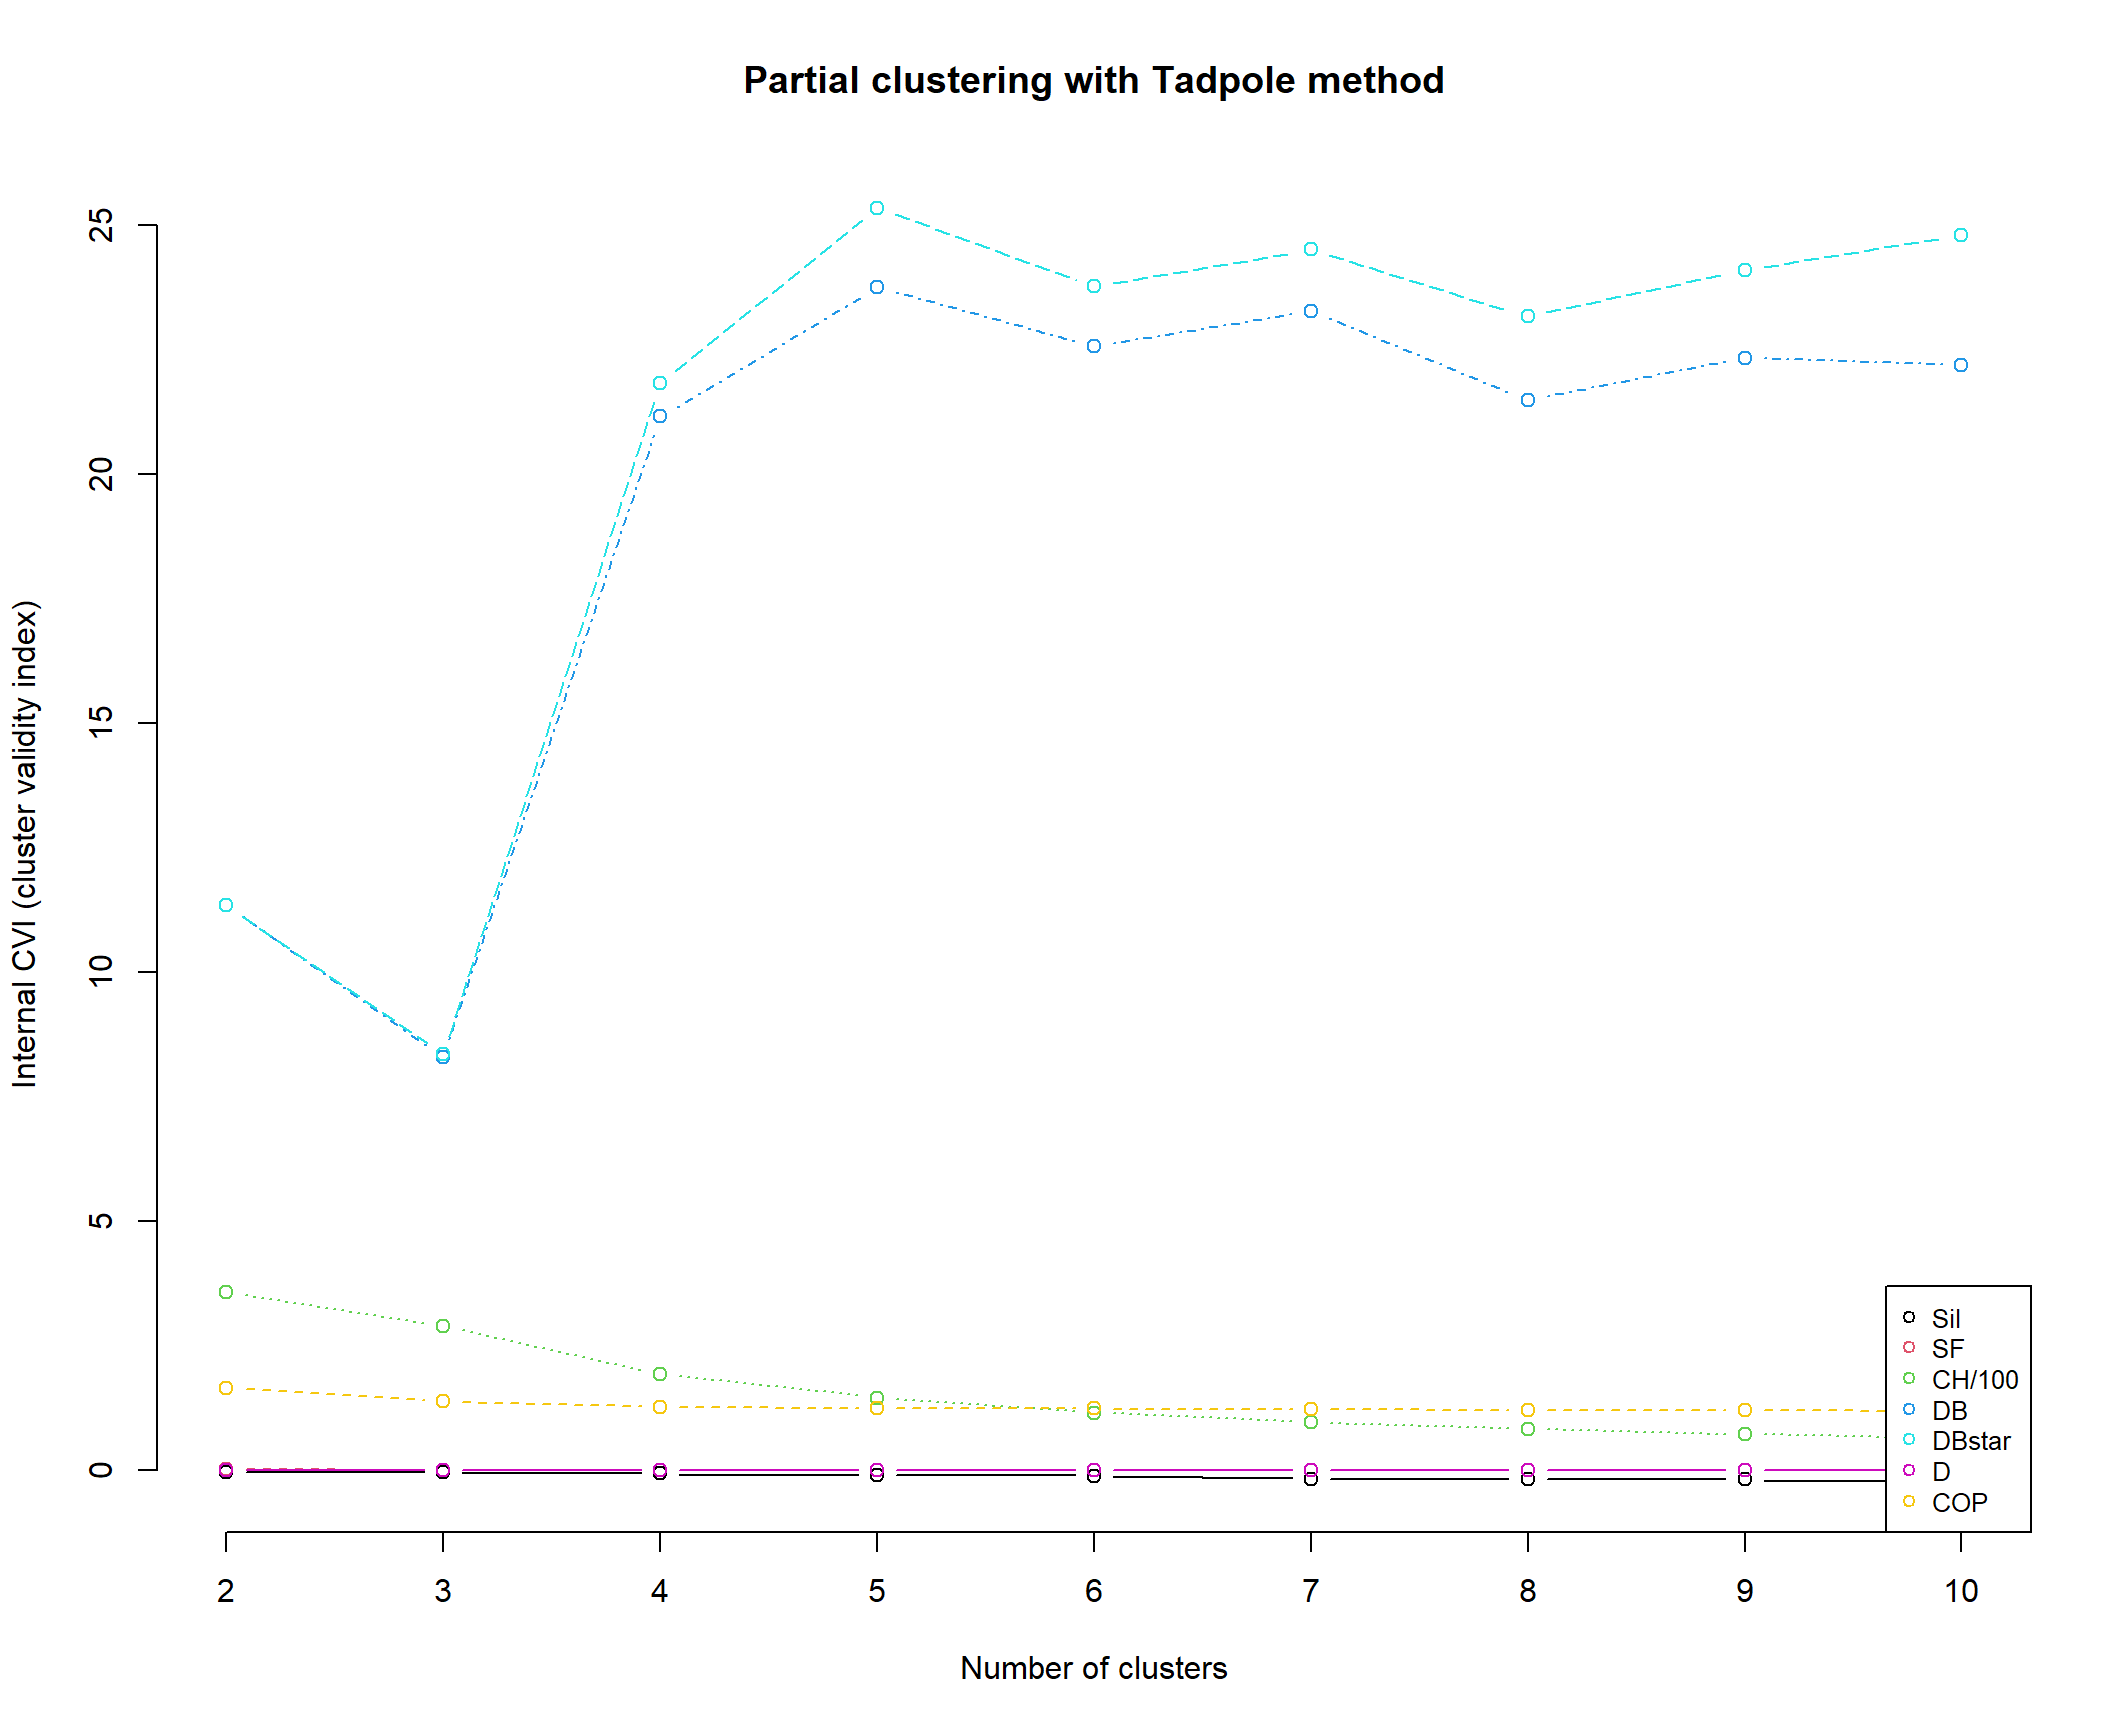 Partial clustering with Tadpole method
Internal CVI (cluster validity index)
25
20
15
10
5
0
Sil
SF
CH/100
DB
DBstar
D
COP
2 3 4 5 6 7 8 9 10
Number of clusters